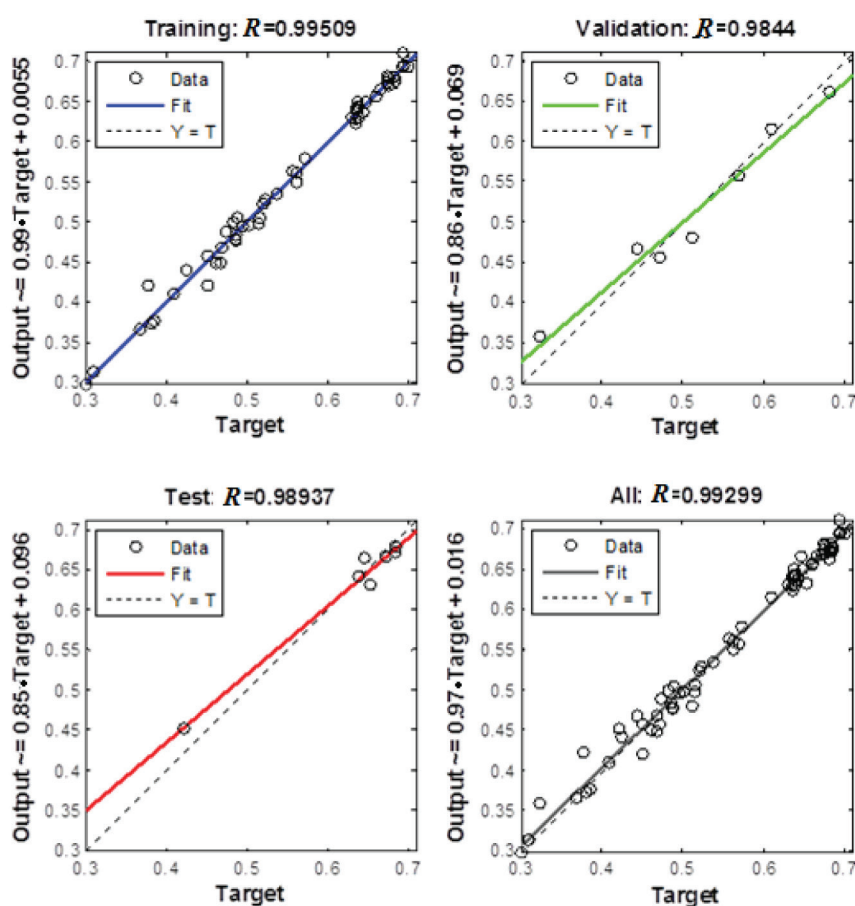 Training: R=0.99509
Output ~= 0.99•Target + 0.0055
0.7
0.65
0.6
0.55
0.5
0.45
0.4
0.35
0.3
Data
Fit
Y = T
0.3
0.4
0.5
0.6
0.7
Target
Validation: R=0.9844
Output ~= 0.86•Target + 0.069
0.7
0.65
0.6
0.55
0.5
0.45
0.4
0.35
0.3
Data
Fit
Y = T
0.3
0.4
0.5
0.6
0.7
Target
Test: R=0.98937
Output ~= 0.85•Target + 0.096
0.7
0.65
0.6
0.55
0.5
0.45
0.4
0.35
0.3
Data
Fit
Y = T
0.3
0.4
0.5
0.6
0.7
Target
All: R=0.99299
Output ~= 0.97•Target + 0.016
0.7
0.65
0.6
0.55
0.5
0.45
0.4
0.35
0.3
Data
Fit
Y = T
0.3
0.4
0.5
0.6
0.7
Target